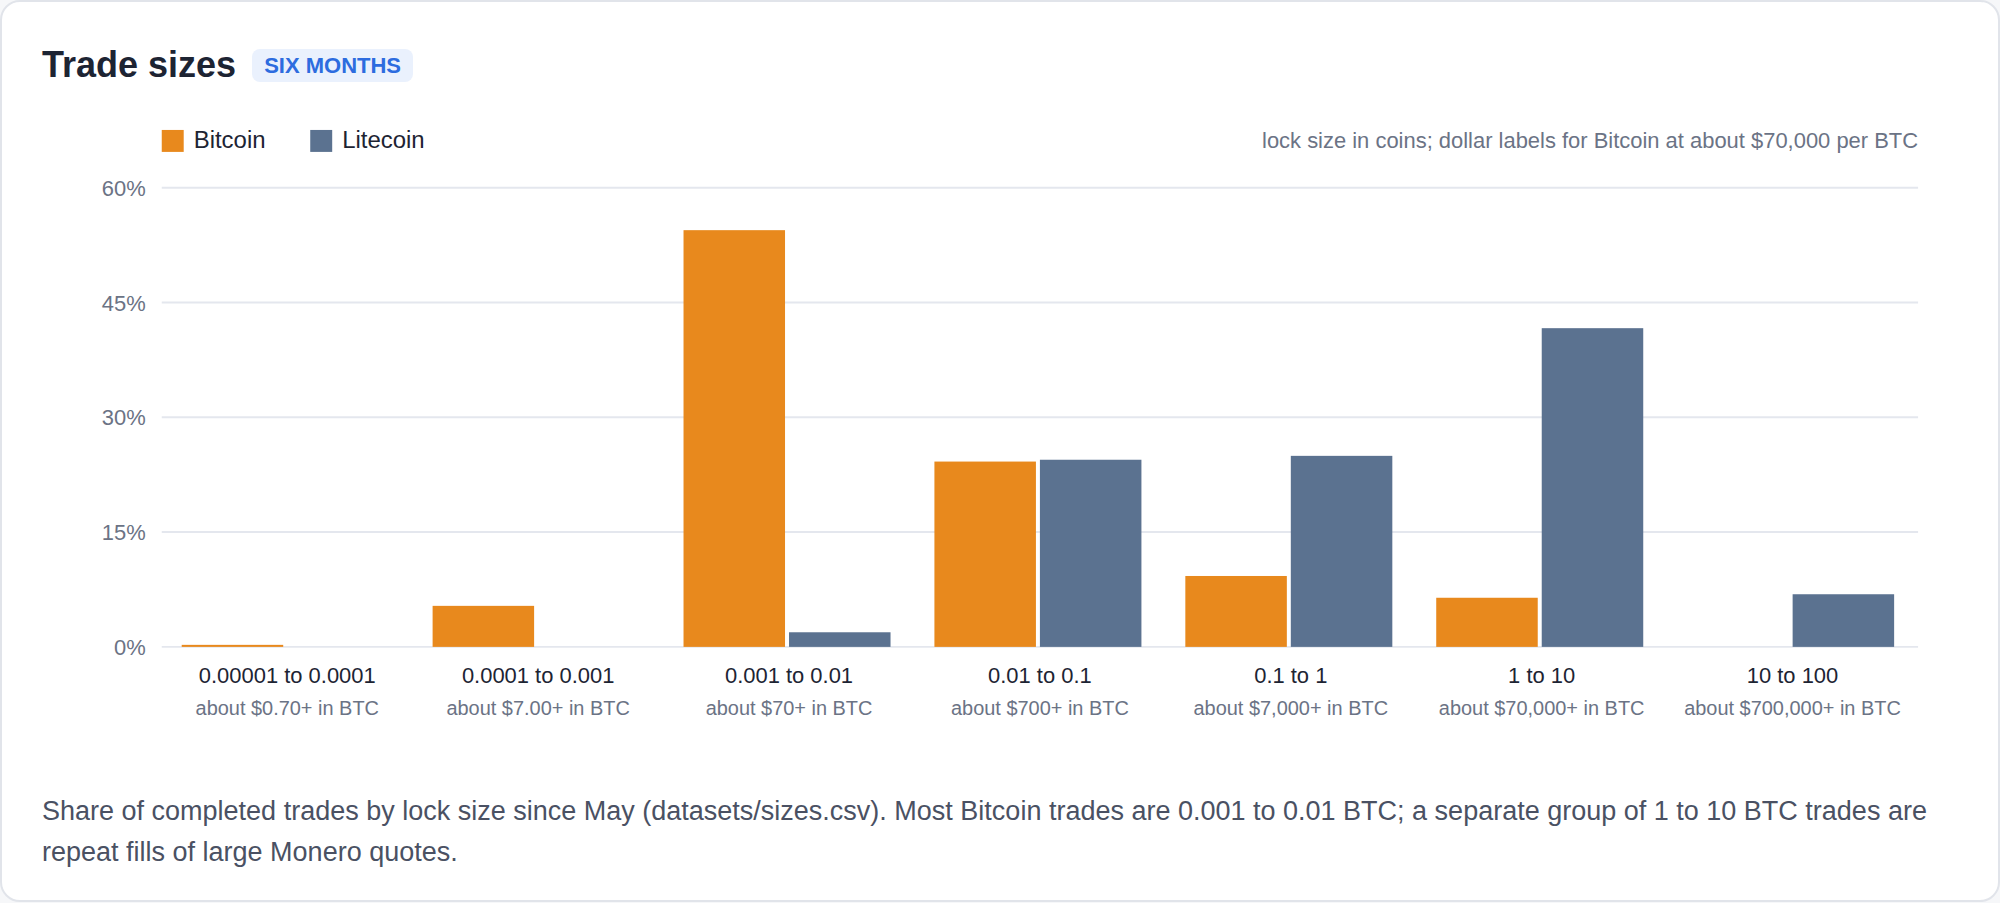 Trade sizes SIX MONTHS
Bitcoin Litecoin lock size in coins; dollar labels for Bitcoin at about $70,000 per BTC
60%
45%
30%
15%
0%
0.00001 to 0.0001 0.0001 to 0.001 0.001 to 0.01 0.01 to 0.1 0.1 to 1 1 to 10 10 to 100
about $0.70+ in BTC about $7.00+ in BTC about $70+ in BTC about $700+ in BTC about $7,000+ in BTC about $70,000+ in BTC about $700,000+ in BTC
Share of completed trades by lock size since May (datasets/sizes.csv). Most Bitcoin trades are 0.001 to 0.01 BTC; a separate group of 1 to 10 BTC trades are
repeat fills of large Monero quotes.